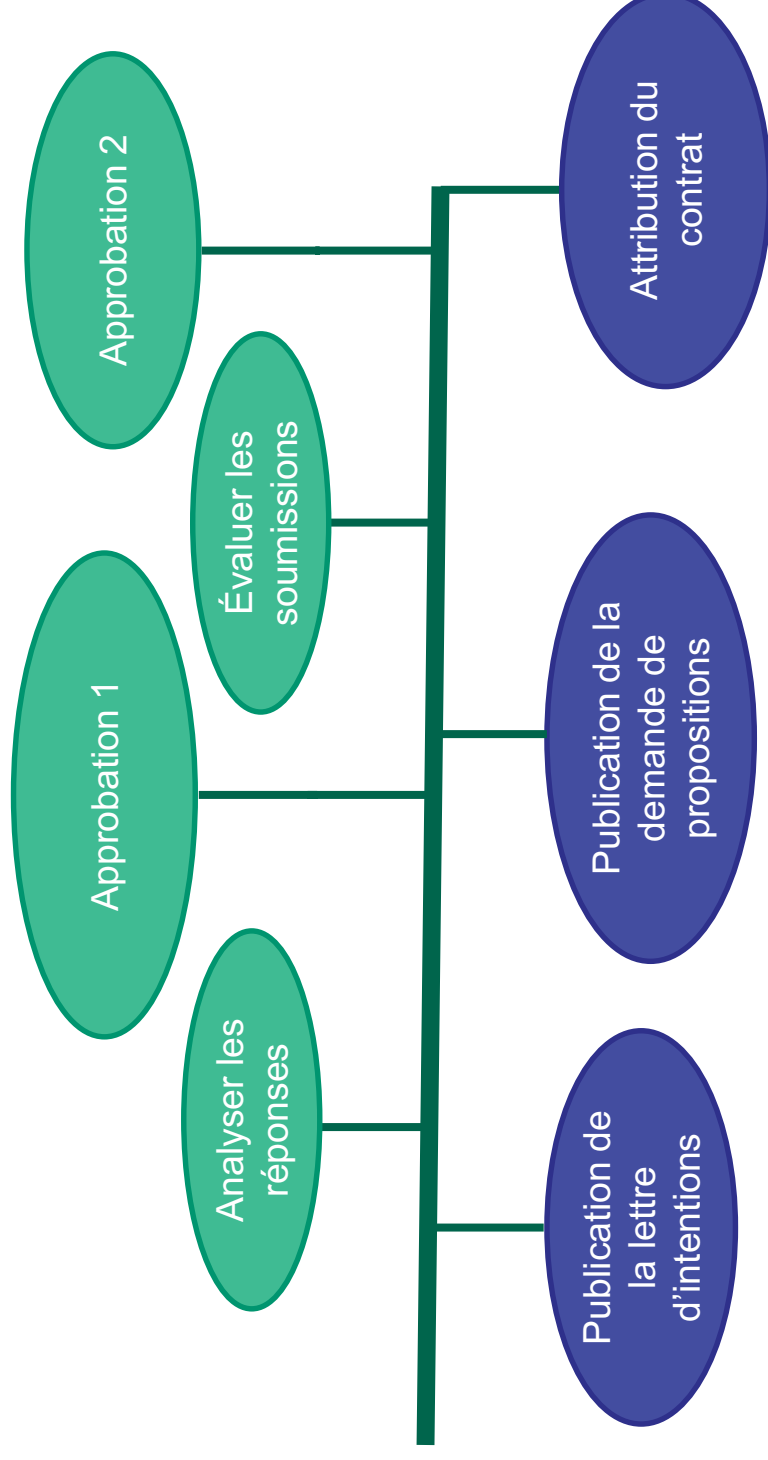 Analyser les
réponses
Approbation 1
Évaluer les
soumissions
Approbation 2
Publication de
la lettre
d’intentions
Publication de la
demande de
propositions
Attribution du
contrat